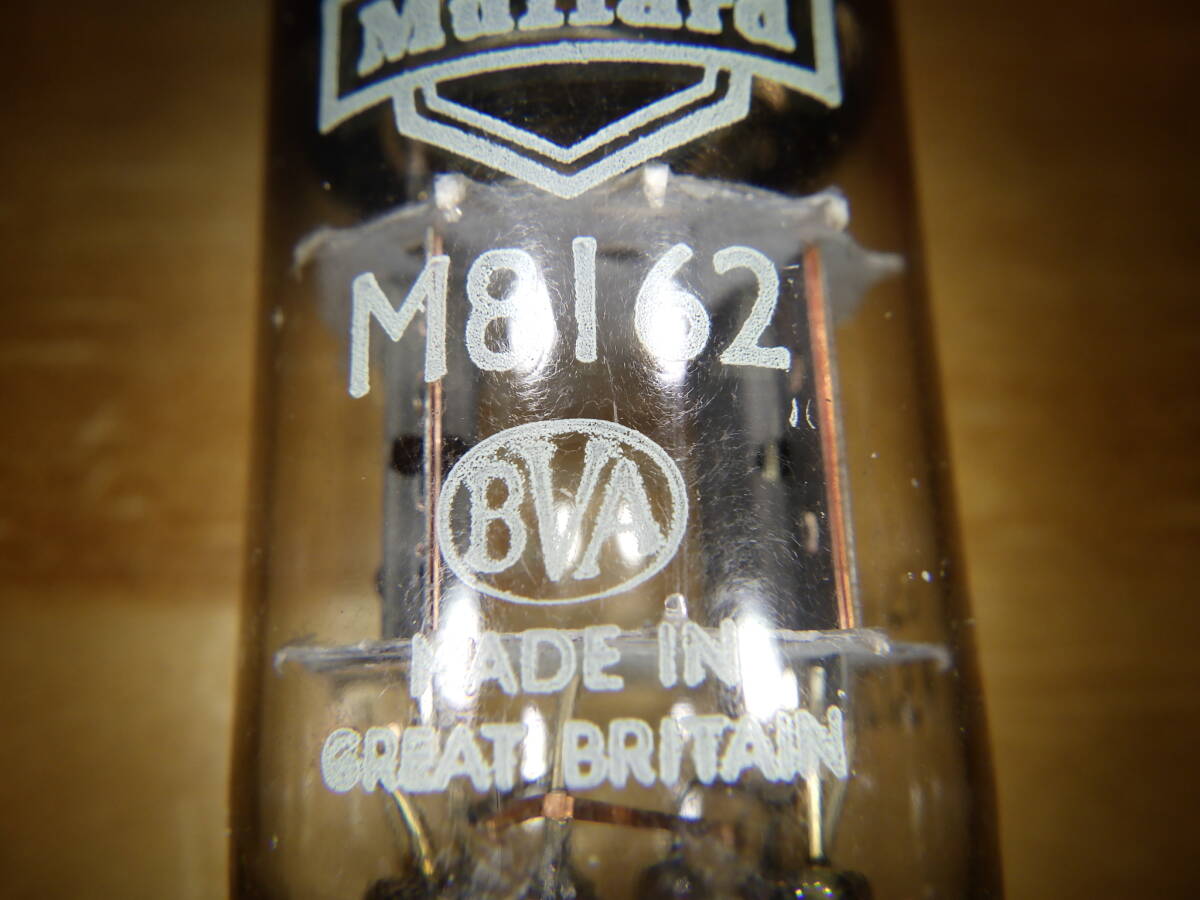 Mullard
M8162
BVA
MADE IN
GREAT BRITAIN